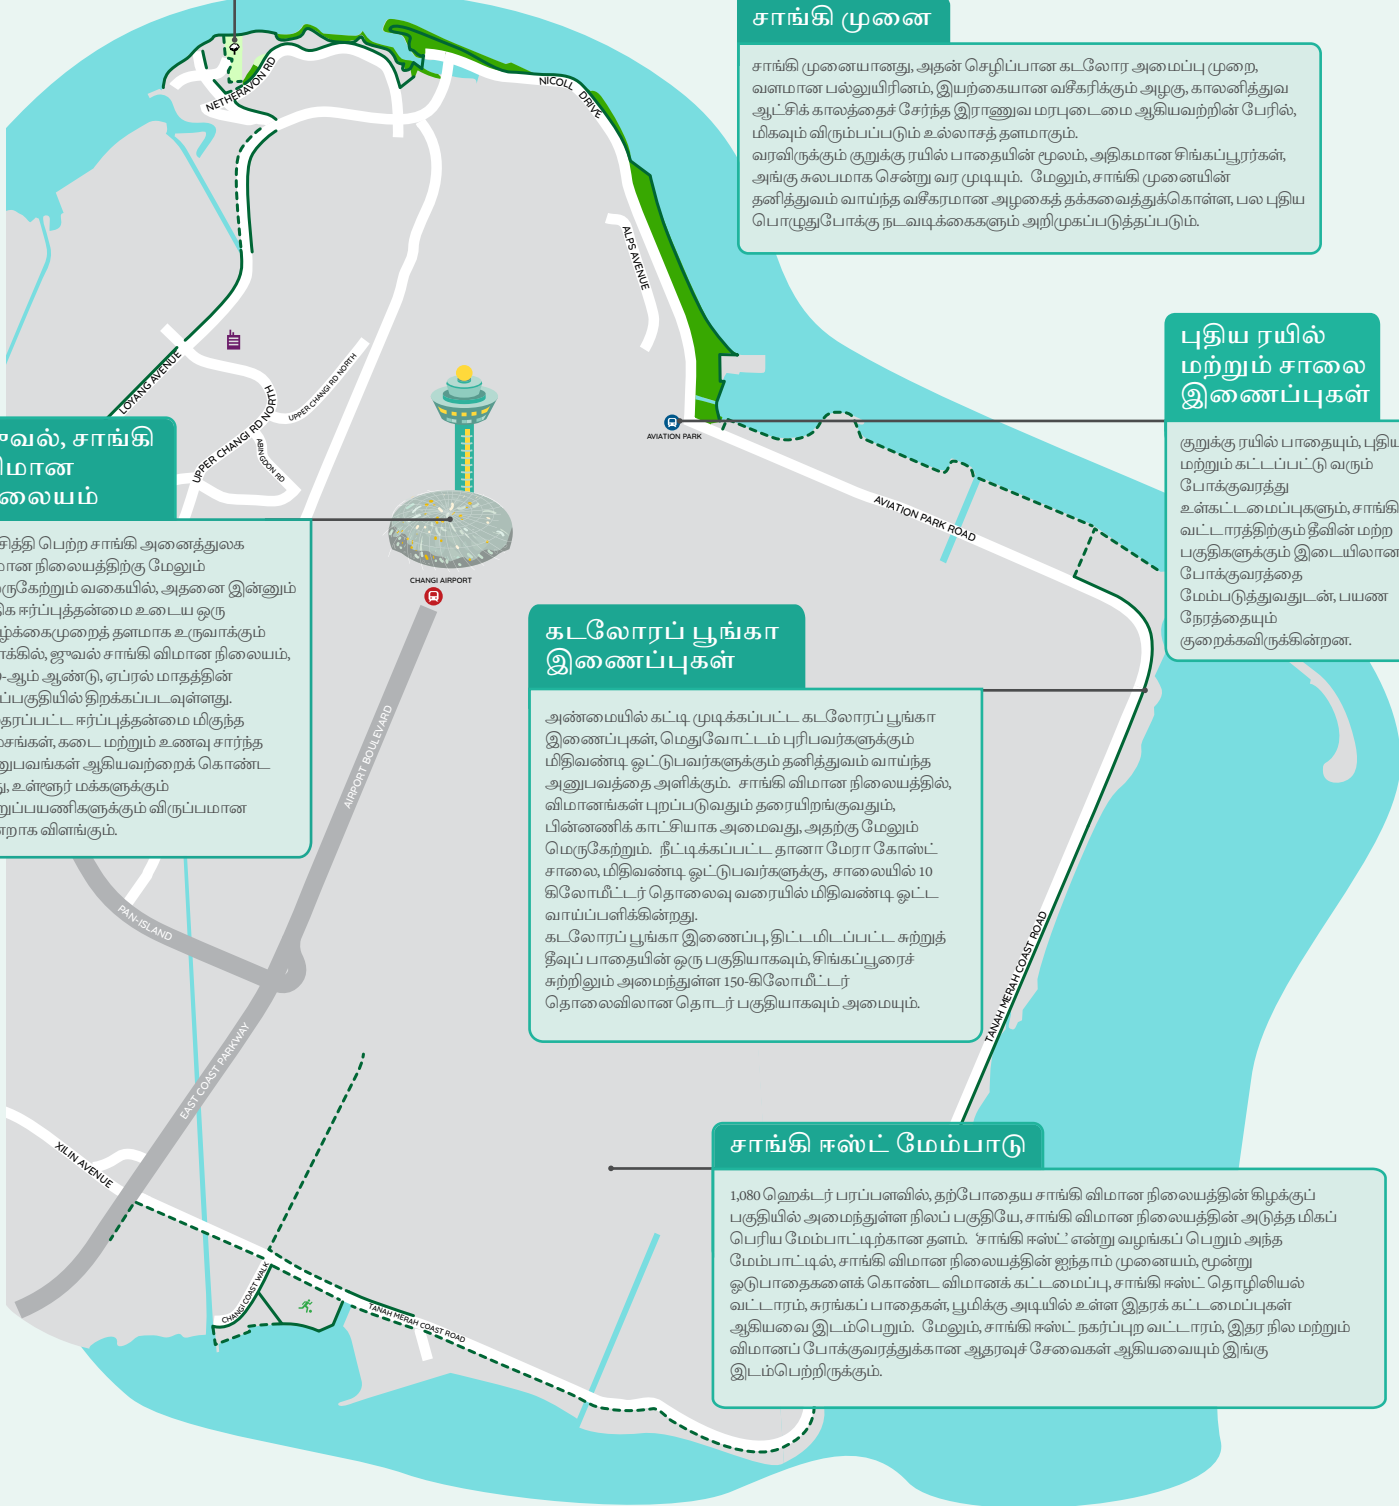 சாங்கி முனை
சாங்கி முனையானது, அதன் செழிப்பான கடலோர அமைப்பு முறை,
வளமான பல்லுயிரினம், இயற்கையான வசீகரிக்கும் அழகு, காலனித்துவ
ஆட்சிக் காலத்தைச் சேர்ந்த இராணுவ மரபுடைமை ஆகியவற்றின் பேரில்,
மிகவும் விரும்பப்படும் உல்லாசத் தளமாகும்.
வரவிருக்கும் குறுக்கு ரயில் பாதையின் மூலம், அதிகமான சிங்கப்பூரர்கள்,
அங்கு சுலபமாக சென்று வர முடியும். மேலும், சாங்கி முனையின்
தனித்துவம் வாய்ந்த வசீகரமான அழகைத் தக்கவைத்துக்கொள்ள, பல புதிய
பொழுதுபோக்கு நடவடிக்கைகளும் அறிமுகப்படுத்தப்படும்.
NETHERAVON RD
NICOLL DRIVE
ALPS AVENUE
LOYANG AVENUE
UPPER CHANGI RD NORTH
UPPER CHANGI RD NORTH
ABINGDON RD
AVIATION PARK
AVIATION PARK ROAD
புதிய ரயில்
மற்றும் சாலை
இணைப்புகள்
குறுக்கு ரயில் பாதையும், புதிய
மற்றும் கட்டப்பட்டு வரும்
போக்குவரத்து
உள்கட்டமைப்புகளும், சாங்கி
வட்டாரத்திற்கும் தீவின் மற்ற
பகுதிகளுக்கும் இடையிலான
போக்குவரத்தை
மேம்படுத்துவதுடன், பயண
நேரத்தையும்
குறைக்கவிருக்கின்றன.
சாங்கி
லையம்
சித்தி பெற்ற சாங்கி அனைத்துலக
மான நிலையத்திற்கு மேலும்
ருகேற்றும் வகையில், அதனை இன்னும்
ஈர்ப்புத்தன்மை உடைய ஒரு
ழ்க்கைமுறைத் தளமாக உருவாக்கும்
க்கில், ஜுவல் சாங்கி விமான நிலையம்,
-ஆம் ஆண்டு, ஏப்ரல் மாதத்தின்
ப்பகுதியில் திறக்கப்படவுள்ளது.
தரப்பட்ட ஈர்ப்புத்தன்மை மிகுந்த
சங்கள், கடை மற்றும் உணவு சார்ந்த
னுபவங்கள் ஆகியவற்றைக் கொண்ட
உள்ளூர் மக்களுக்கும்
றுப்பயணிகளுக்கும் விருப்பமான
றாக விளங்கும்.
CHANGI AIRPORT
கடலோரப் பூங்கா
இணைப்புகள்
அண்மையில் கட்டி முடிக்கப்பட்ட கடலோரப் பூங்கா
இணைப்புகள், மெதுவோட்டம் புரிபவர்களுக்கும்
மிதிவண்டி ஓட்டுபவர்களுக்கும் தனித்துவம் வாய்ந்த
அனுபவத்தை அளிக்கும். சாங்கி விமான நிலையத்தில்,
விமானங்கள் புறப்படுவதும் தரையிறங்குவதும்,
பின்னணிக் காட்சியாக அமைவது, அதற்கு மேலும்
மெருகேற்றும். நீட்டிக்கப்பட்ட தானா மேரா கோஸ்ட்
சாலை, மிதிவண்டி ஓட்டுபவர்களுக்கு, சாலையில் 10
கிலோமீட்டர் தொலைவு வரையில் மிதிவண்டி ஓட்ட
வாய்ப்பளிக்கின்றது.
கடலோரப் பூங்கா இணைப்பு, திட்டமிடப்பட்ட சுற்றுத்
தீவுப் பாதையின் ஒரு பகுதியாகவும், சிங்கப்பூரைச்
சுற்றிலும் அமைந்துள்ள 150-கிலோமீட்டர்
தொலைவிலான தொடர் பகுதியாகவும் அமையும்.
AIRPORT BOULEVARD
PAN-ISLAND
EAST COAST PARKWAY
XILIN AVENUE
TANAH MERAH COAST ROAD
சாங்கி ஈஸ்ட் மேம்பாடு
1,080 ஹெக்டர் பரப்பளவில், தற்போதைய சாங்கி விமான நிலையத்தின் கிழக்குப்
பகுதியில் அமைந்துள்ள நிலப் பகுதியே, சாங்கி விமான நிலையத்தின் அடுத்த மிகப்
பெரிய மேம்பாட்டிற்கான தளம். 'சாங்கி ஈஸ்ட்' என்று வழங்கப் பெறும் அந்த
மேம்பாட்டில், சாங்கி விமான நிலையத்தின் ஐந்தாம் முனையம், மூன்று
ஓடுபாதைகளைக் கொண்ட விமானக் கட்டமைப்பு, சாங்கி ஈஸ்ட் தொழிலியல்
வட்டாரம், சுரங்கப் பாதைகள், பூமிக்கு அடியில் உள்ள இதரக் கட்டமைப்புகள்
ஆகியவை இடம்பெறும். மேலும், சாங்கி ஈஸ்ட் நகர்ப்புற வட்டாரம், இதர நில மற்றும்
விமானப் போக்குவரத்துக்கான ஆதரவுச் சேவைகள் ஆகியவையும் இங்கு
இடம்பெற்றிருக்கும்.
CHANGI COAST WALK
TANAH MERAH COAST ROAD